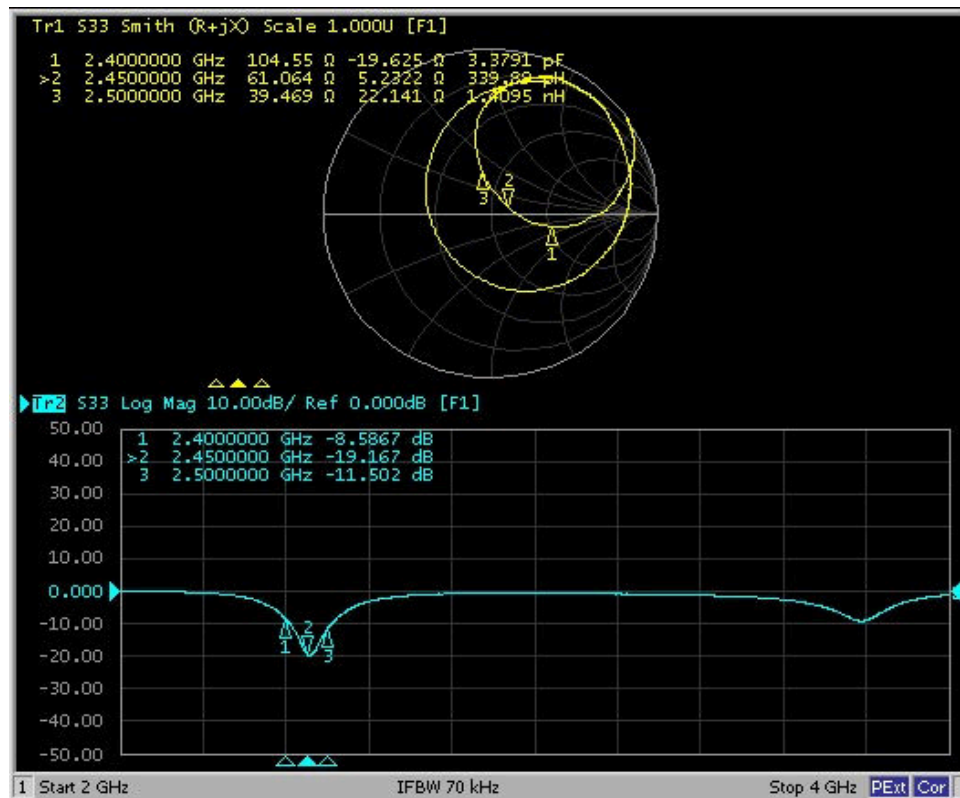 Tr1 S33 Smith (R+jX) Scale 1.000U [F1]
1 2.4000000 GHz 104.55 Ω -19.625 Ω 3.3791 pF
>2 2.4500000 GHz 61.064 Ω 5.2322 Ω 339.88 pH
3 2.5000000 GHz 39.469 Ω 22.141 Ω 1.4095 nH
2
3
1
Tr2 S33 Log Mag 10.00dB/ Ref 0.000dB [F1]
50.00
1 2.4000000 GHz -8.5867 dB
40.00
>2 2.4500000 GHz -19.167 dB
3 2.5000000 GHz -11.502 dB
30.00
20.00
10.00
0.000
-10.00
2
1
3
-20.00
-30.00
-40.00
-50.00
1 Start 2 GHz IFBW 70 kHz Stop 4 GHz PExt Cor